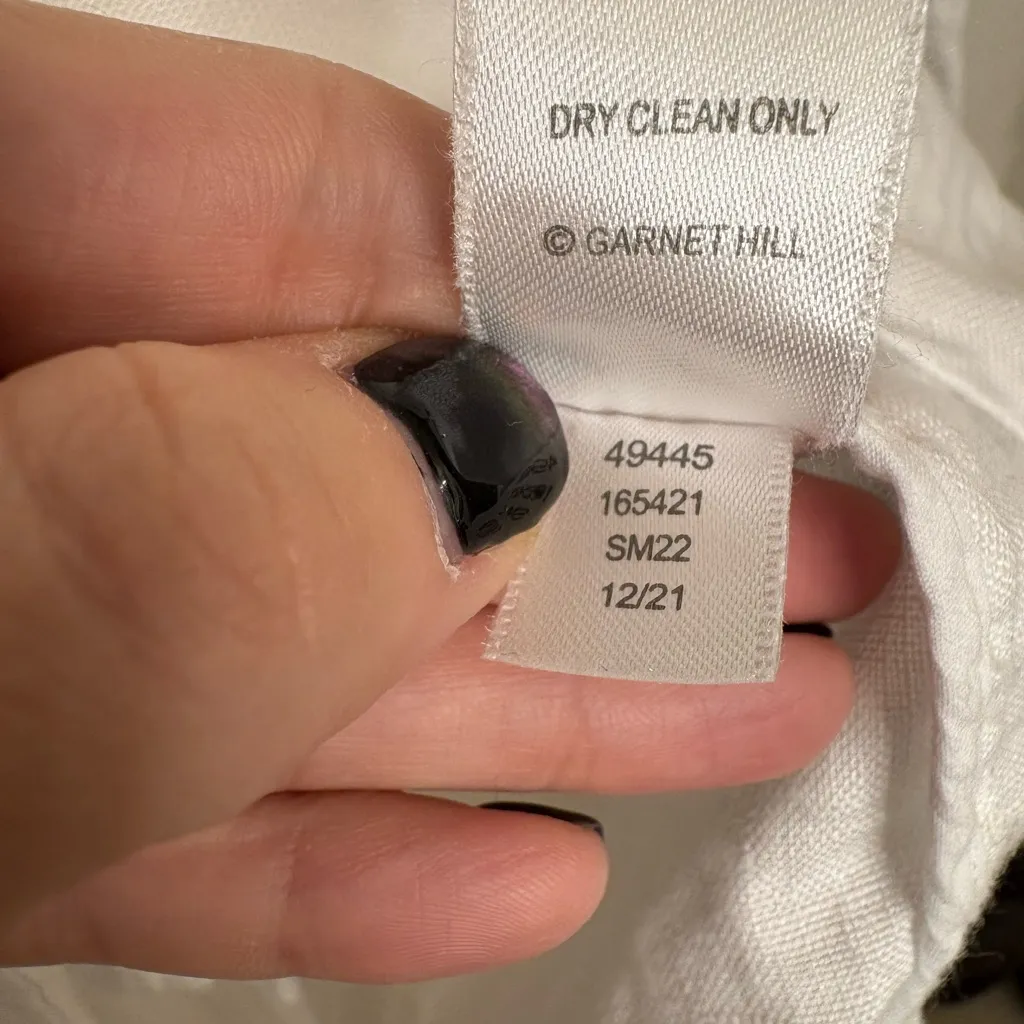 DRY CLEAN ONLY
© GARNET HILL
49445
165421
SM22
12/21